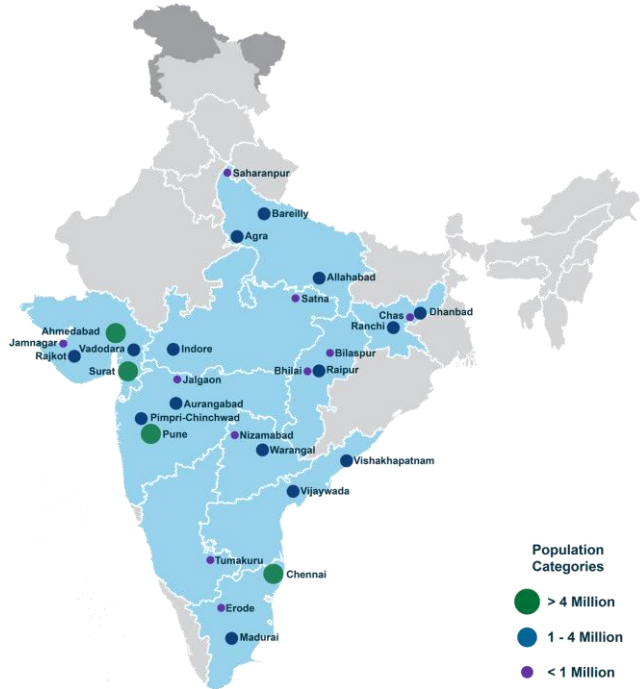 Saharanpur
Bareilly
Agra
Allahabad
Satna
Chas
Dhanbad
Ranchi
Ahmedabad
Jamnagar
Vadodara
Rajkot
Indore
Bilaspur
Surat
Jalgaon
Bhilai
Raipur
Aurangabad
Pimpri-Chinchwad
Pune
Nizamabad
Warangal
Vishakhapatnam
Vijaywada
Tumakuru
Chennai
Erode
Madurai
Population
Categories
> 4 Million
1 - 4 Million
< 1 Million